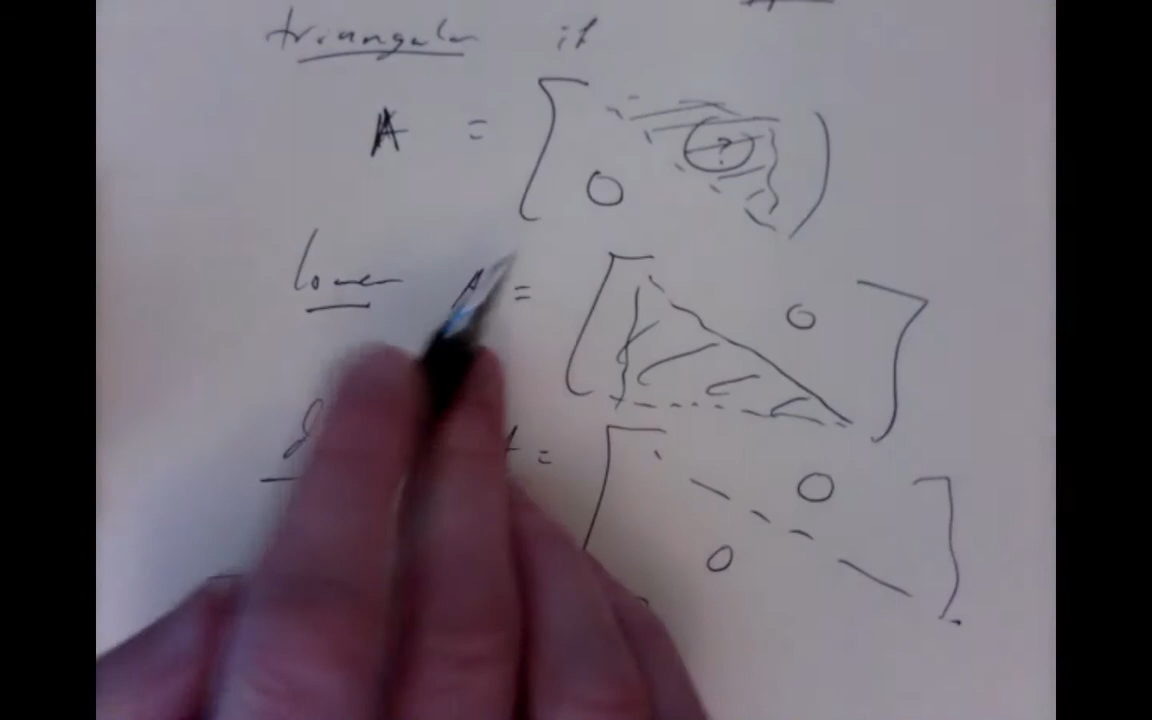 triangular if
A = [ ? 0 )
lower A = [ 0 ]
d = [ 0 0 ]